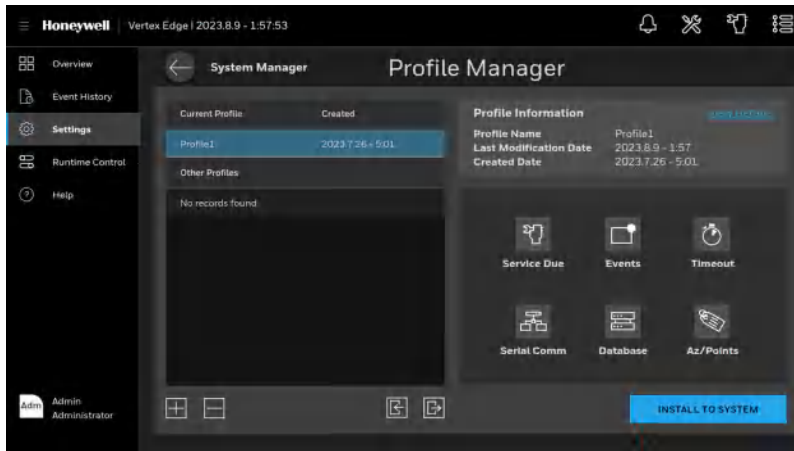 Honeywell Vertex Edge | 2023.8.9 - 1:57:53
Overview
Event History
Settings
Runtime Control
Help
Adm
Admin
Administrator
System Manager
Profile Manager
Current Profile Created
Profile1 2023.7.26 - 5:01
Other Profiles
No records found
Profile Information
Profile Name Profile1
Last Modification Date 2023.8.9 - 1:57
Created Date 2023.7.26 - 5:01
Service Due
Events
Timeout
Serial Comm
Database
Az/Points
INSTALL TO SYSTEM